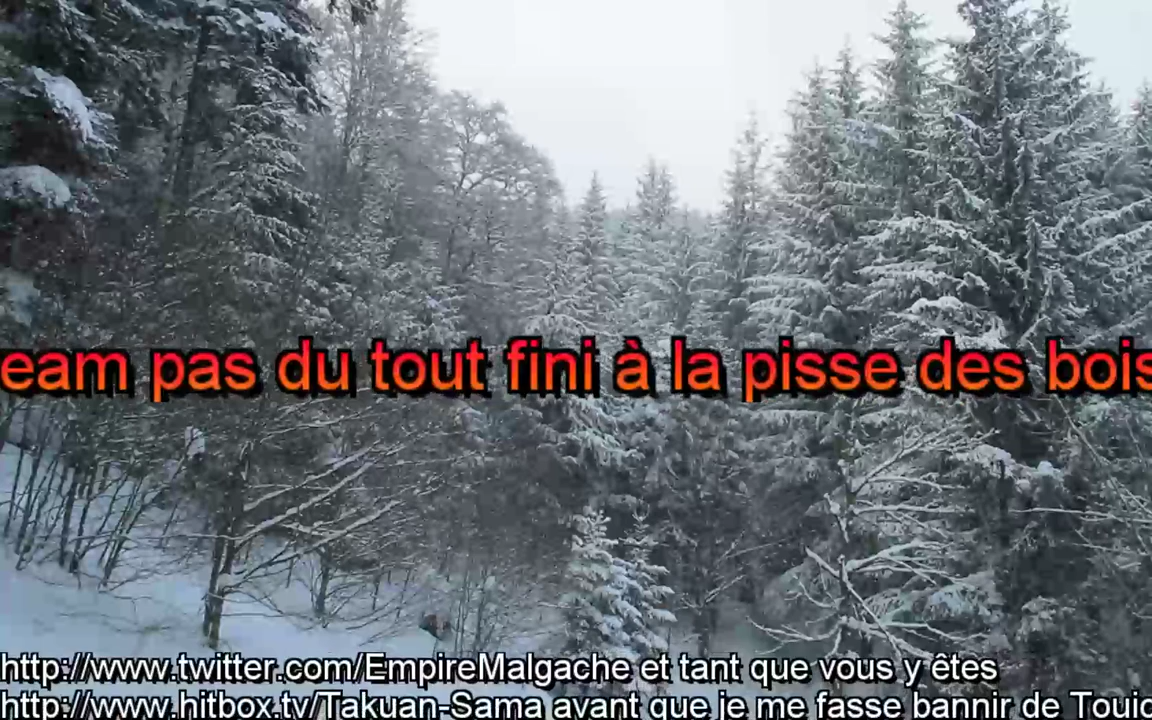 eam pas du tout fini à la pisse des bois
http://www.twitter.com/EmpireMalgache et tant que vous y êtes
http://www.hitbox.tv/Takuan-Sama avant que je me fasse bannir de